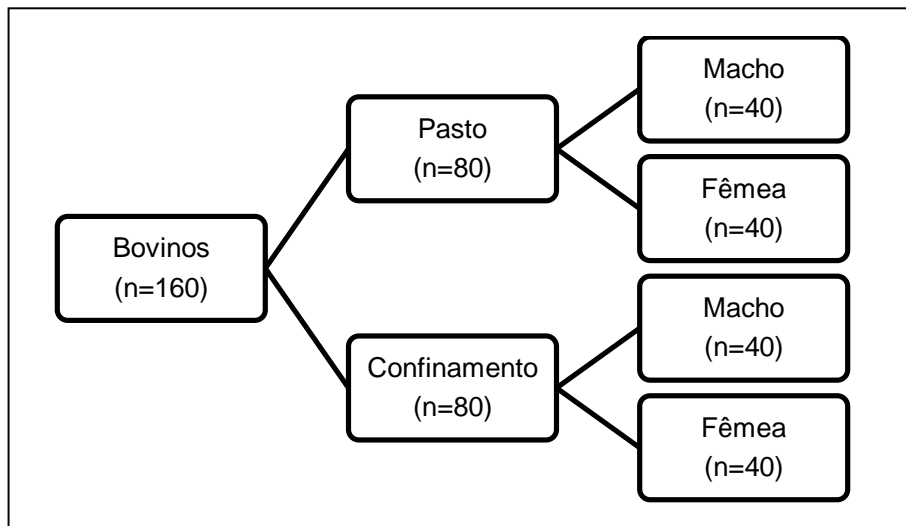 Bovinos
(n=160)
Pasto
(n=80)
Macho
(n=40)
Fêmea
(n=40)
Confinamento
(n=80)
Macho
(n=40)
Fêmea
(n=40)